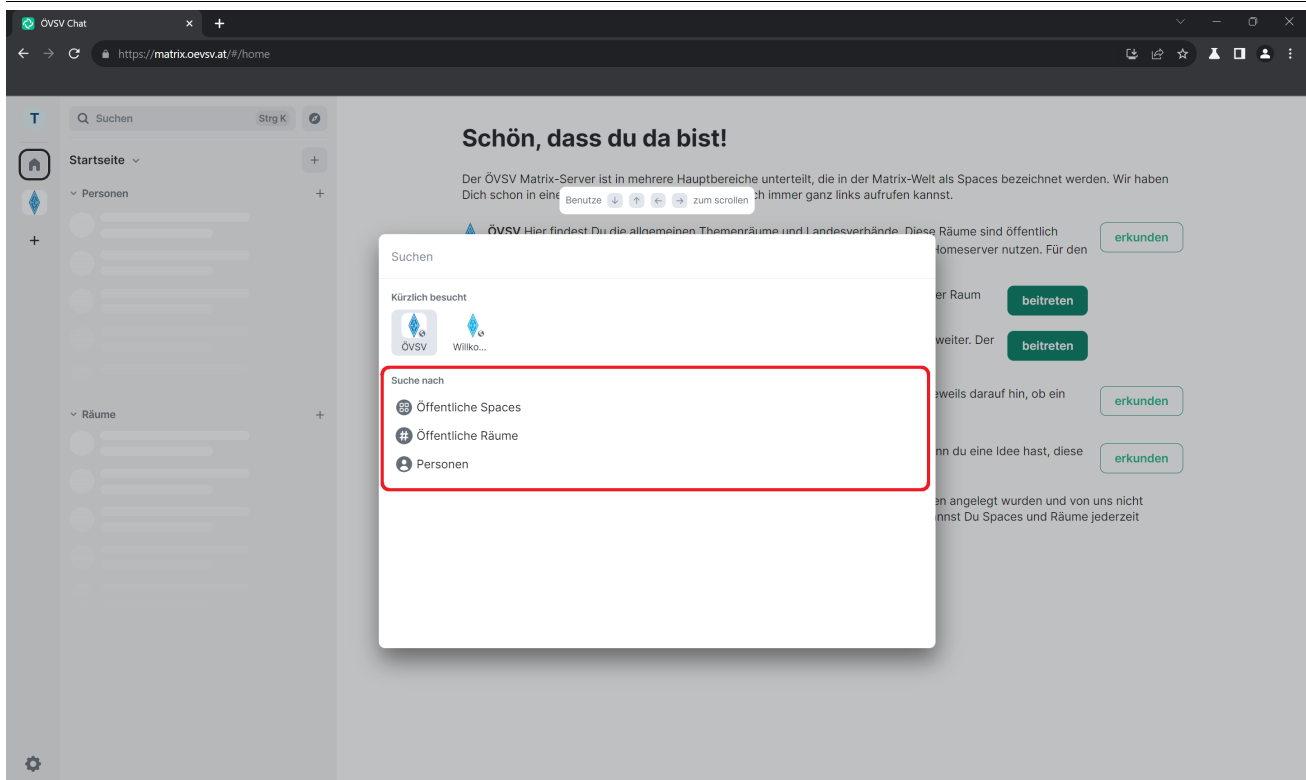 ÖVSV Chat
https://matrix.oevsv.at/#/home
T
Suchen
Strg K
Startseite
Personen
Räume
Schön, dass du da bist!
Der ÖVSV Matrix-Server ist in mehrere Hauptbereiche unterteilt, die in der Matrix-Welt als Spaces bezeichnet werden. Wir haben
Dich schon in eine
ch immer ganz links aufrufen kannst.
Benutze ↓ ↑ ← → zum scrollen
ÖVSV Hier findest Du die allgemeinen Themenräume und Landesverbände. Diese Räume sind öffentlich
Homeserver nutzen. Für den
erkunden
er Raum
beitreten
weiter. Der
beitreten
eweils darauf hin, ob ein
erkunden
nn du eine Idee hast, diese
erkunden
en angelegt wurden und von uns nicht
nnst Du Spaces und Räume jederzeit
Suchen
Kürzlich besucht
ÖVSV
Willko...
Suche nach
Öffentliche Spaces
Öffentliche Räume
Personen